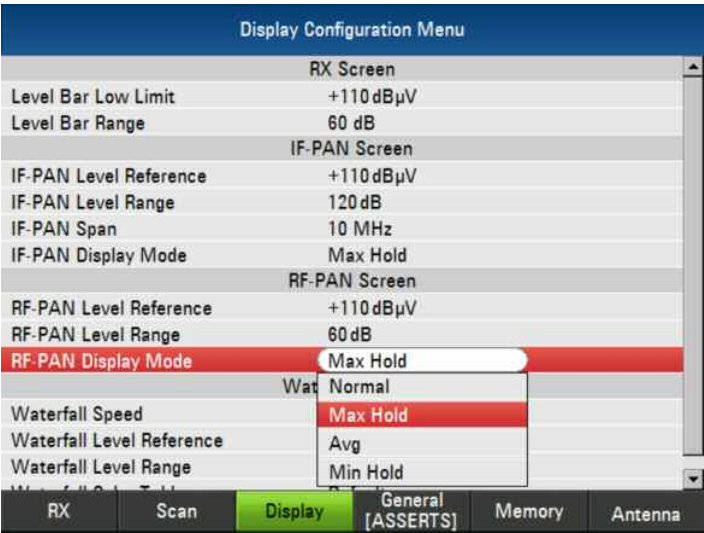 Display Configuration Menu
RX Screen
Level Bar Low Limit +110 dBµV
Level Bar Range 60 dB
IF-PAN Screen
IF-PAN Level Reference +110 dBµV
IF-PAN Level Range 120 dB
IF-PAN Span 10 MHz
IF-PAN Display Mode Max Hold
RF-PAN Screen
RF-PAN Level Reference +110 dBµV
RF-PAN Level Range 60 dB
RF-PAN Display Mode Max Hold
Normal
Waterfall Speed Max Hold
Waterfall Level Reference Avg
Waterfall Level Range Min Hold
RX Scan Display General [ASSERTS] Memory Antenna